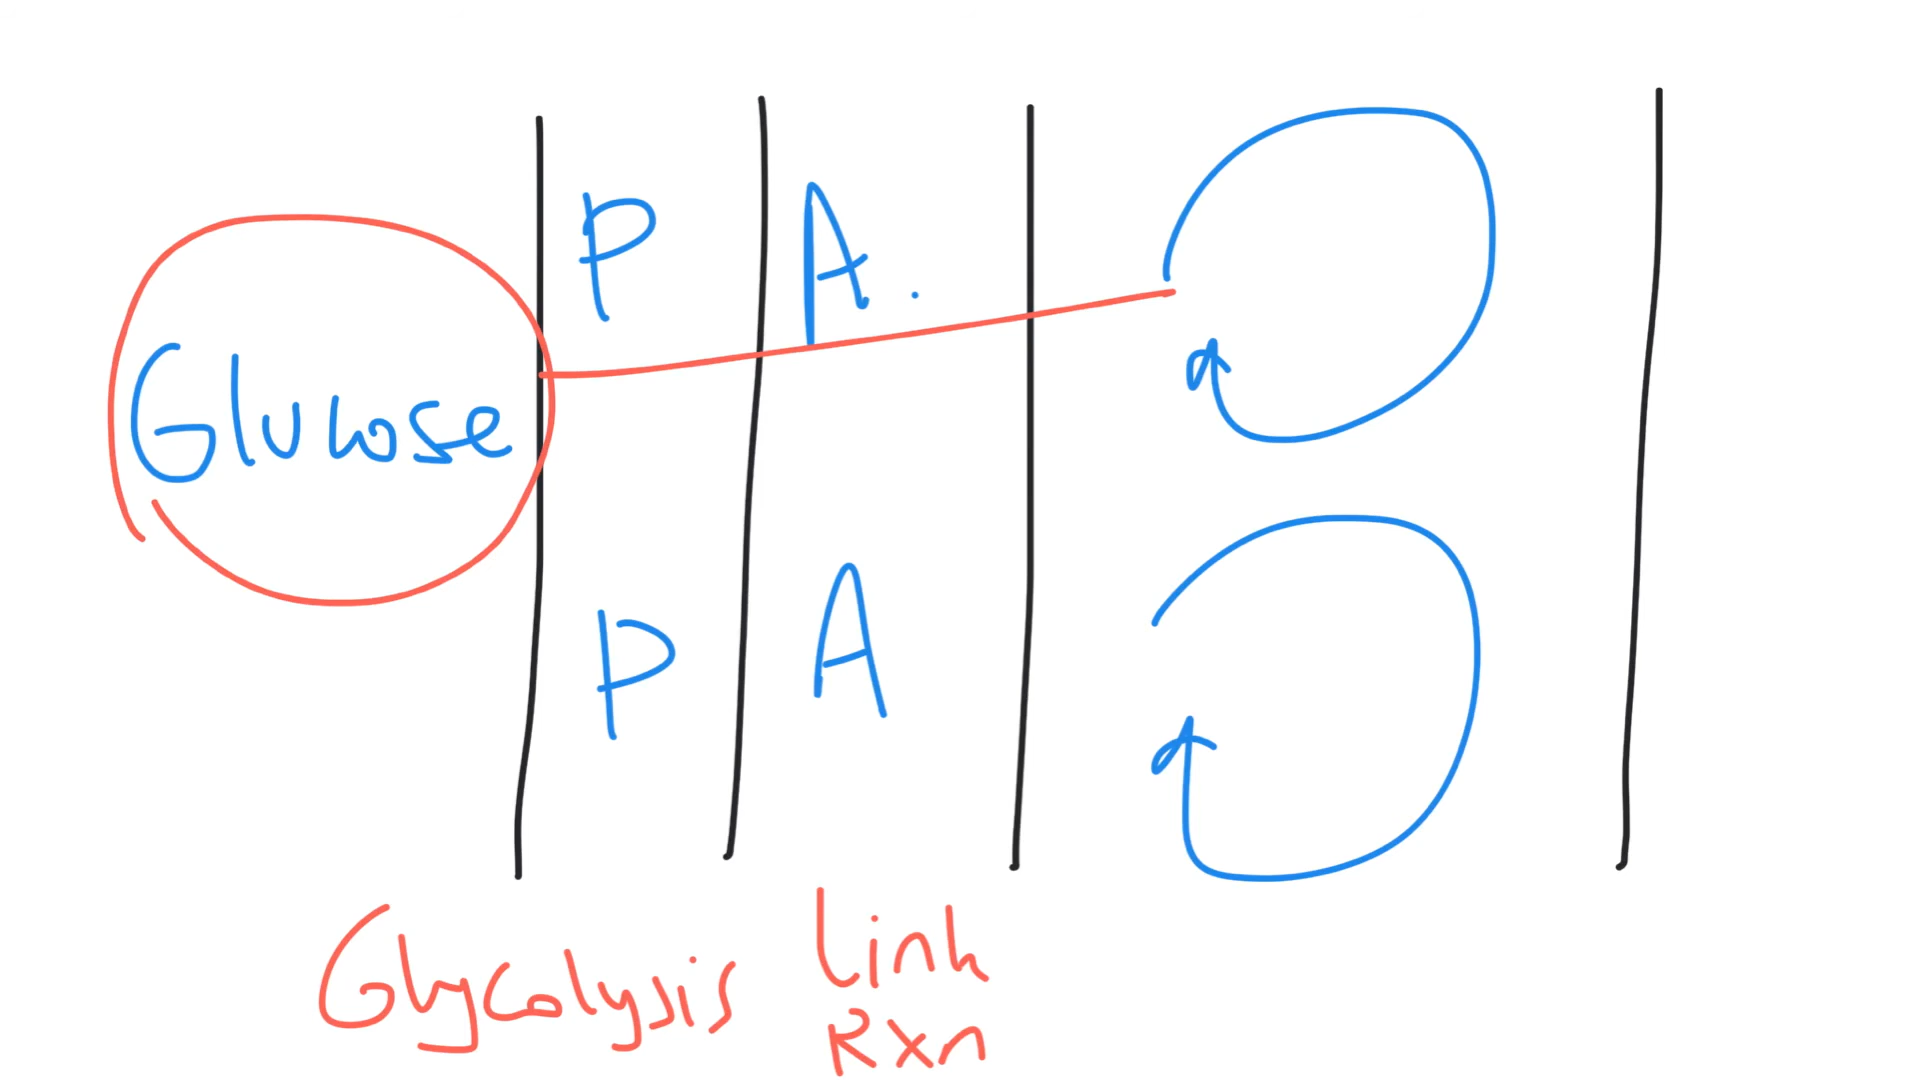 P A.
Glucose
P A
Glycolysis
Link
Rxn